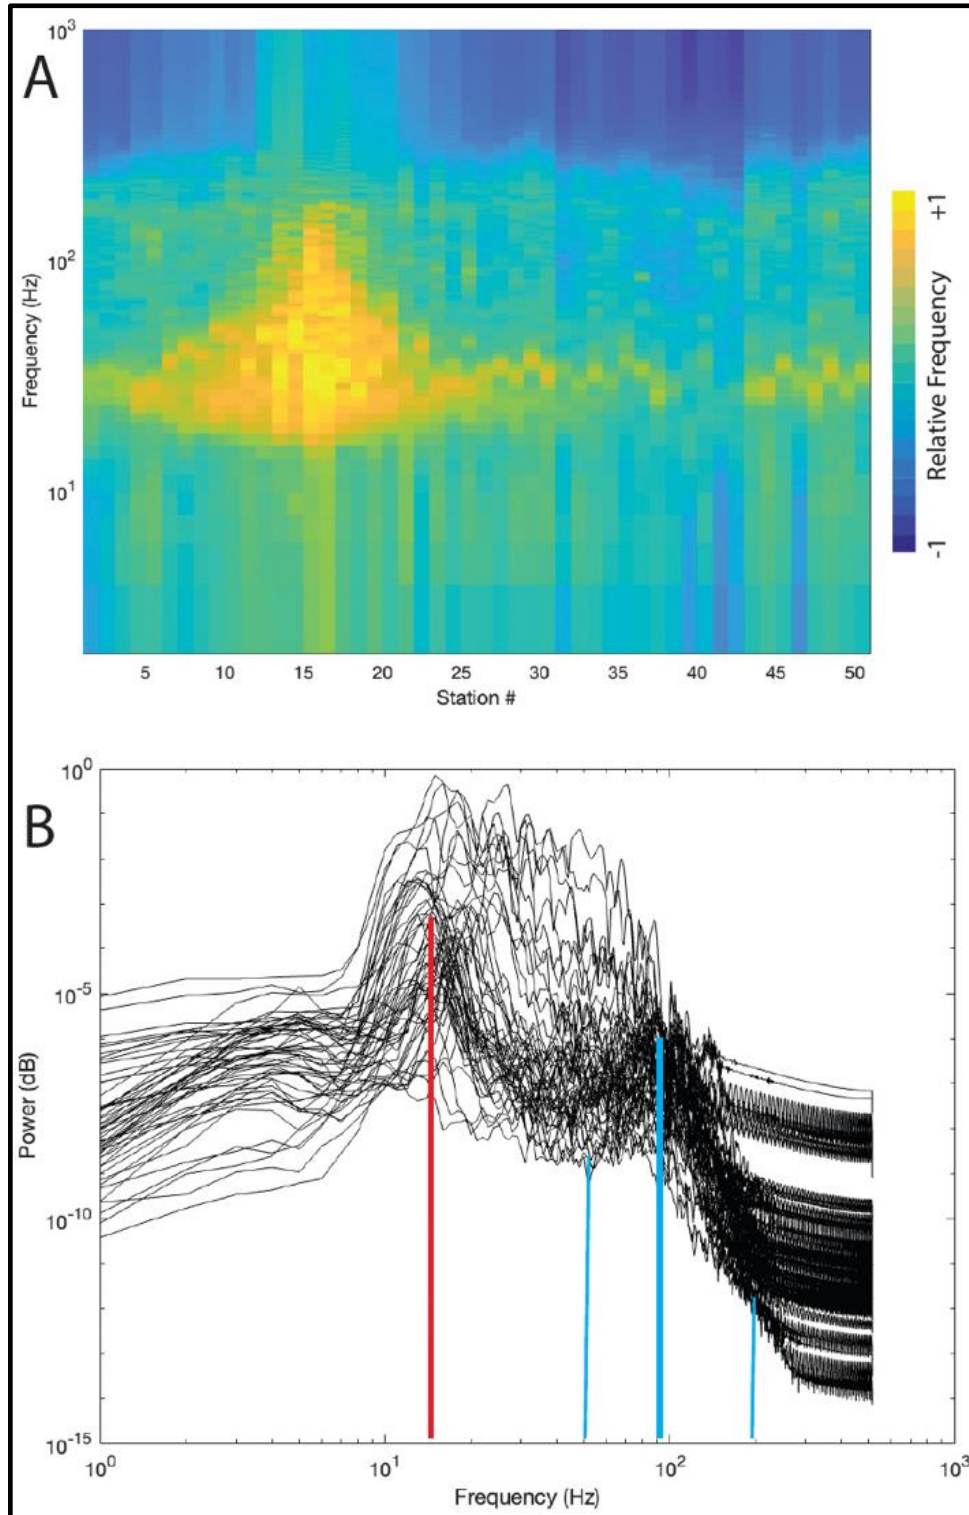 A
10³
10²
10¹
Frequency (Hz)
5 10 15 20 25 30 35 40 45 50
Station #
+1
Relative Frequency
-1
B
10⁰
10⁻⁵
10⁻¹⁰
10⁻¹⁵
Power (dB)
10⁰ 10¹ 10² 10³
Frequency (Hz)